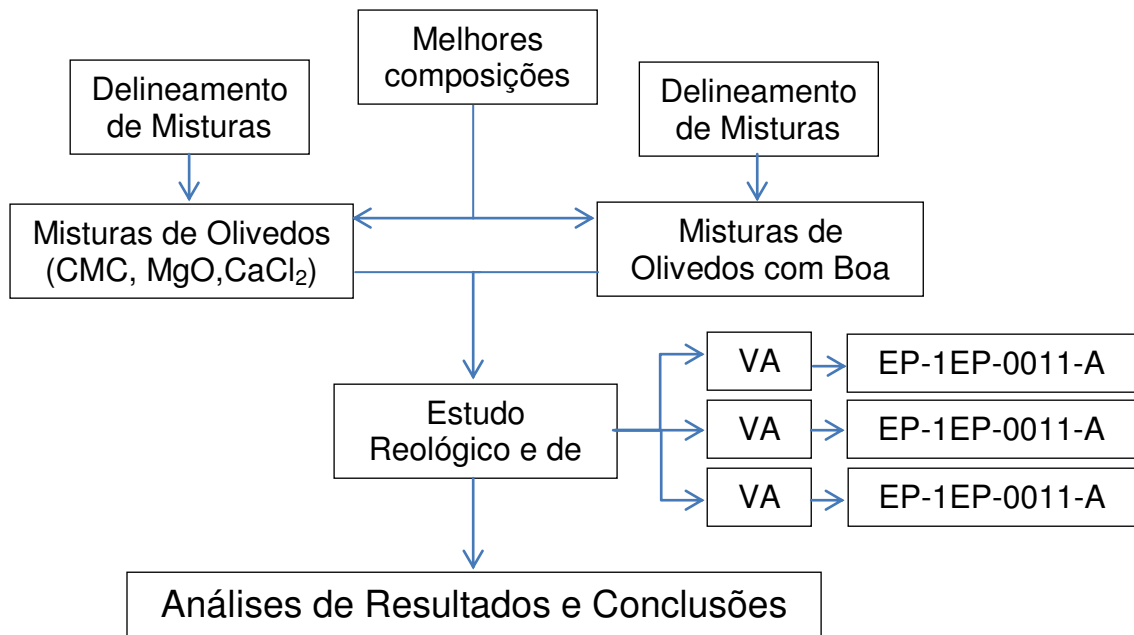 Melhores
composições
Delineamento
de Misturas
Delineamento
de Misturas
Misturas de Olivedos
(CMC, MgO,CaCl₂)
Misturas de
Olivedos com Boa
VA
EP-1EP-0011-A
Estudo
Reológico e de
VA
EP-1EP-0011-A
VA
EP-1EP-0011-A
Análises de Resultados e Conclusões